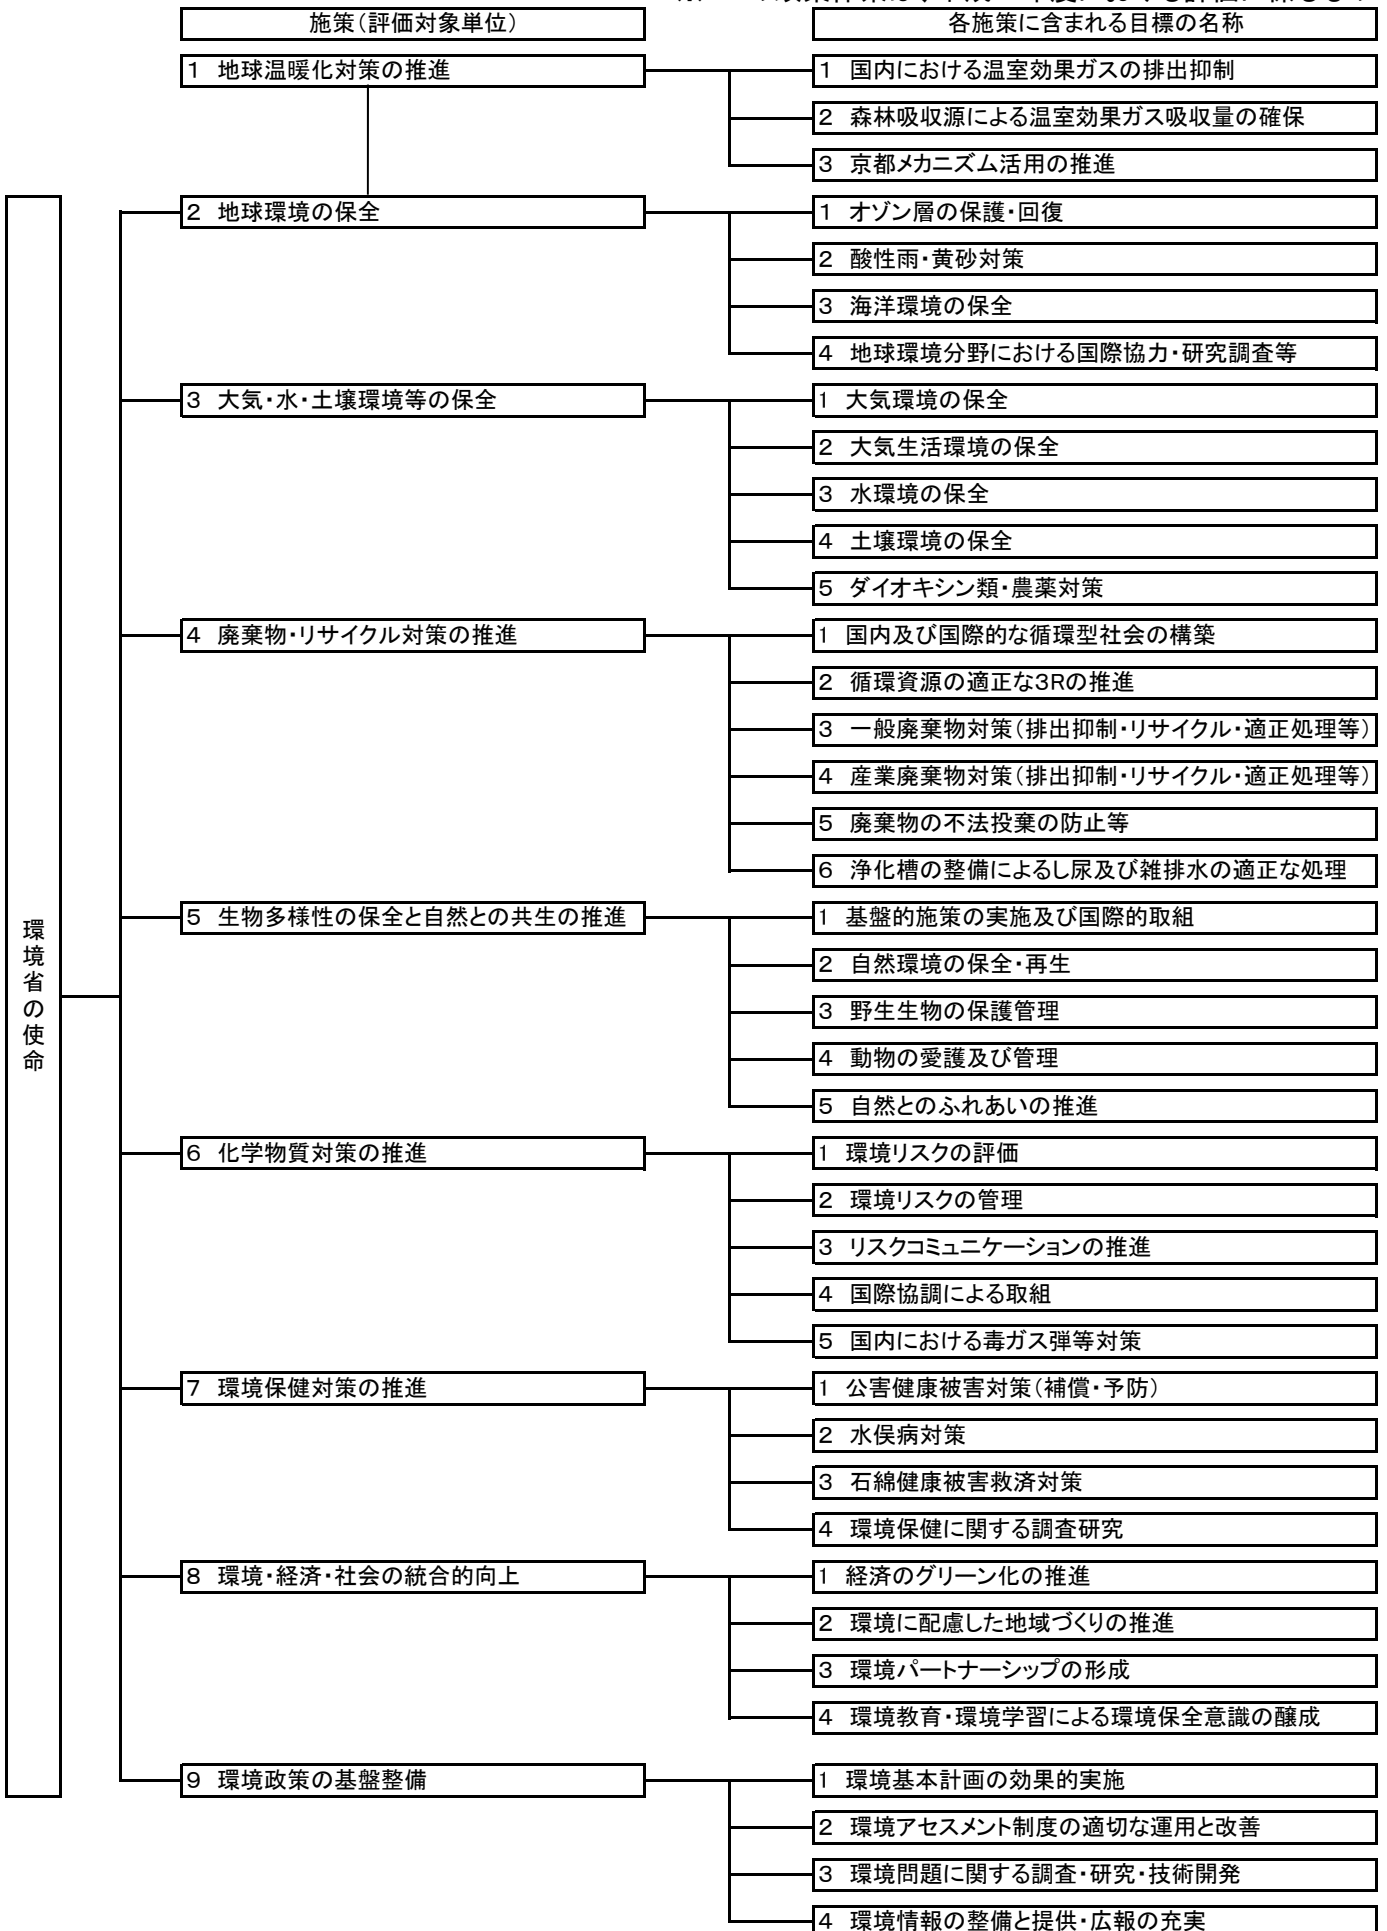 施策（評価対象単位）
各施策に含まれる目標の名称
環境省の使命
1 地球温暖化対策の推進
1 国内における温室効果ガスの排出抑制
2 森林吸収源による温室効果ガス吸収量の確保
3 京都メカニズム活用の推進
2 地球環境の保全
1 オゾン層の保護・回復
2 酸性雨・黄砂対策
3 海洋環境の保全
4 地球環境分野における国際協力・研究調査等
3 大気・水・土壌環境等の保全
1 大気環境の保全
2 大気生活環境の保全
3 水環境の保全
4 土壌環境の保全
5 ダイオキシン類・農薬対策
4 廃棄物・リサイクル対策の推進
1 国内及び国際的な循環型社会の構築
2 循環資源の適正な3Rの推進
3 一般廃棄物対策（排出抑制・リサイクル・適正処理等）
4 産業廃棄物対策（排出抑制・リサイクル・適正処理等）
5 廃棄物の不法投棄の防止等
6 浄化槽の整備によるし尿及び雑排水の適正な処理
5 生物多様性の保全と自然との共生の推進
1 基盤的施策の実施及び国際的取組
2 自然環境の保全・再生
3 野生生物の保護管理
4 動物の愛護及び管理
5 自然とのふれあいの推進
6 化学物質対策の推進
1 環境リスクの評価
2 環境リスクの管理
3 リスクコミュニケーションの推進
4 国際協調による取組
5 国内における毒ガス弾等対策
7 環境保健対策の推進
1 公害健康被害対策（補償・予防）
2 水俣病対策
3 石綿健康被害救済対策
4 環境保健に関する調査研究
8 環境・経済・社会の統合的向上
1 経済のグリーン化の推進
2 環境に配慮した地域づくりの推進
3 環境パートナーシップの形成
4 環境教育・環境学習による環境保全意識の醸成
9 環境政策の基盤整備
1 環境基本計画の効果的実施
2 環境アセスメント制度の適切な運用と改善
3 環境問題に関する調査・研究・技術開発
4 環境情報の整備と提供・広報の充実